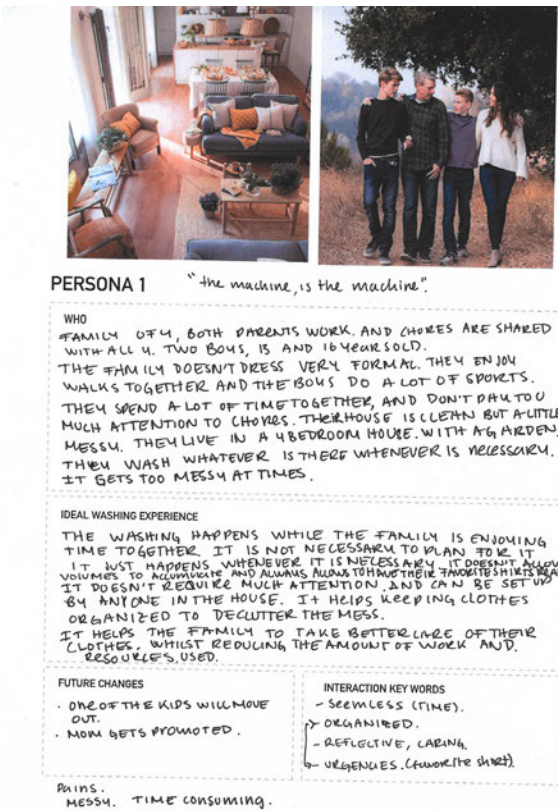 PERSONA 1 "the machine, is the machine".
WHO
FAMILY OF 4, BOTH PARENTS WORK. AND CHORES ARE SHARED
WITH ALL 4. TWO BOYS, 13 AND 16 YEARS OLD.
THE FAMILY DOESN'T DRESS VERY FORMAL. THEY ENJOY
WALKS TOGETHER AND THE BOYS DO A LOT OF SPORTS.
THEY SPEND A LOT OF TIME TOGETHER, AND DON'T PAY TOO
MUCH ATTENTION TO CHORES. THEIR HOUSE IS CLEAN BUT A LITTLE
MESSY. THEY LIVE IN A 4 BEDROOM HOUSE. WITH A GARDEN,
THEY WASH WHATEVER IS THERE WHENEVER IS NECESSARY.
IT GETS TOO MESSY AT TIMES.
IDEAL WASHING EXPERIENCE
THE WASHING HAPPENS WHILE THE FAMILY IS ENJOYING
TIME TOGETHER. IT IS NOT NECESSARY TO PLAN FOR IT
IT JUST HAPPENS WHENEVER IT IS NECESSARY. IT DOESN'T ALLOW
VOLUMES TO ACCUMULATE AND ALWAYS ALLOWS TO HAVE THEIR FAVORITE SHIRTS
IT DOESN'T REQUIRE MUCH ATTENTION AND CAN BE SET UP
BY ANYONE IN THE HOUSE. It HELPS KEEPING CLOTHES
ORGANIZED TO DECLUTTER THE MESS.
IT HELPS THE FAMILY TO TAKE BETTER CARE OF THEIR
CLOTHES, WHILST REDUCING THE AMOUNT OF WORK AND
RESOURCES USED.
FUTURE CHANGES
· ONE OF THE KIDS WILL MOVE
OUT.
· MOM GETS PROMOTED.
INTERACTION KEY WORDS
- SEEMLESS (TIME).
- ORGANIZED.
- REFLECTIVE, CARING.
- URGENCIES. (favorite shirt).
Pains.
MESSY. TIME CONSUMING.